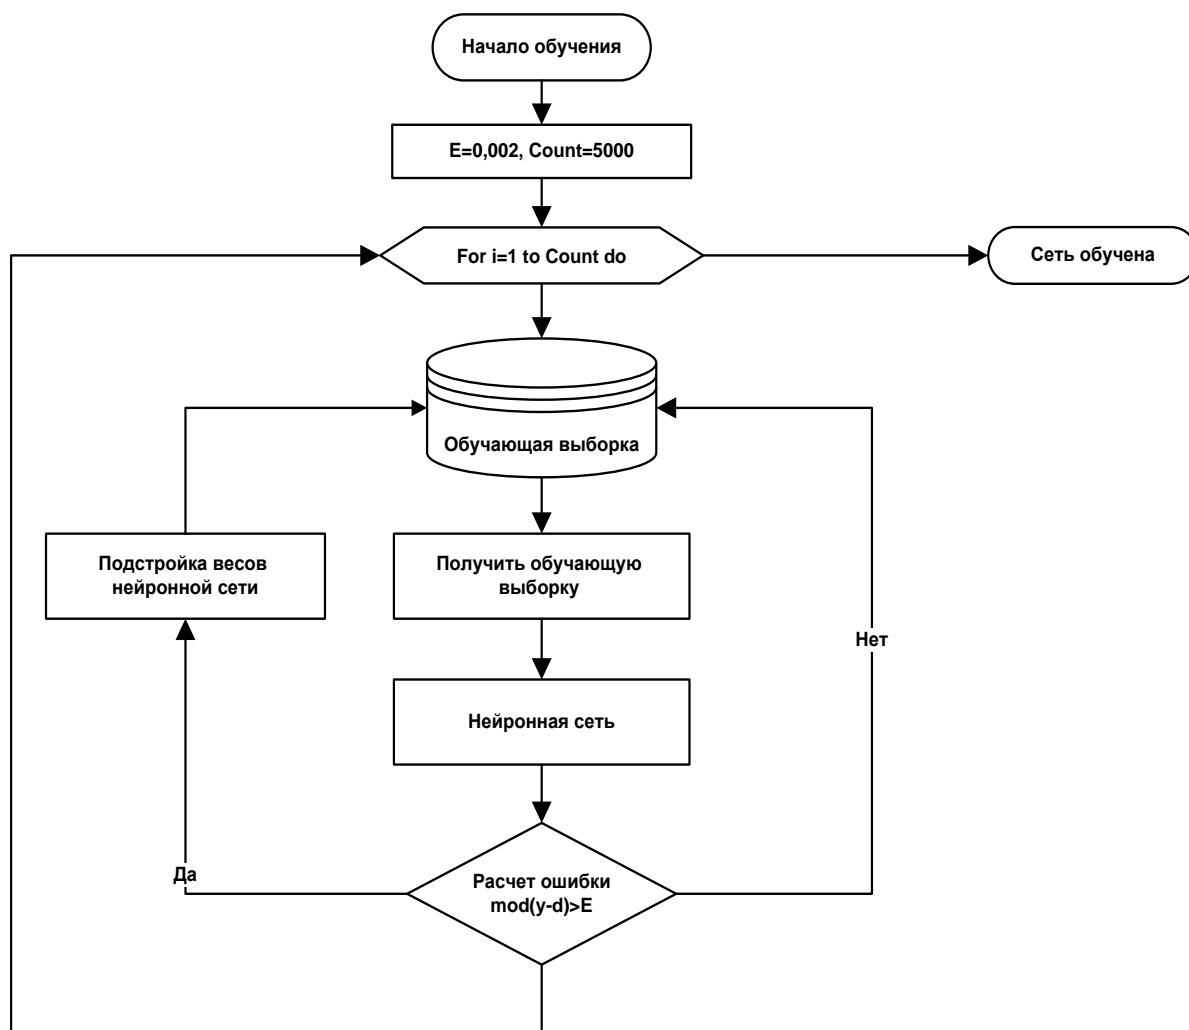 Начало обучения
E=0,002, Count=5000
For i=1 to Count do
Сеть обучена
Обучающая выборка
Подстройка весов
нейронной сети
Получить обучающую
выборку
Нет
Нейронная сеть
Да
Расчет ошибки
mod(y-d)>E